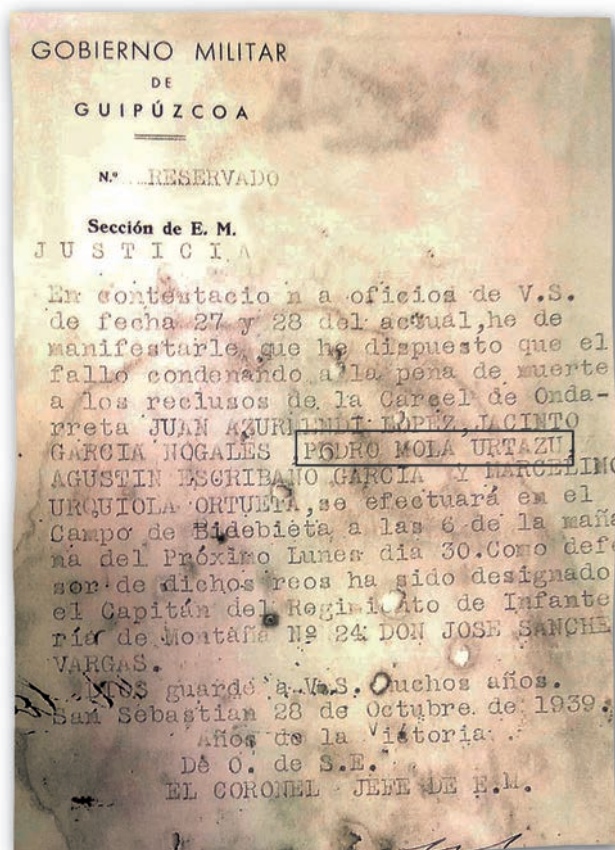 GOBIERNO MILITAR
DE
GUIPÚZCOA
N.º RESERVADO
Sección de E. M.
JUSTICIA
En contestacio n a oficios de V.S.
de fecha 27 y 28 del actual,he de
manifestarle que he dispuesto que el
fallo condenando a la pena de muerte
a los reclusos de la Carcel de Onda-
rreta JUAN AZURMENDI LOPEZ,JACINTO
GARCIA NOGALES PEDRO MOLA URTAZU
AGUSTIN ESCRIBANO GARCIA Y MARCELINO
URQUIOLA ORTUETA,se efectuará en el
Campo de Bidebieta a las 6 de la maña
na del Próximo Lunes dia 30.Como defe
sor de dichos reos ha sido designado
el Capitán del Regimiento de Infante
ría de Montaña Nº 24 DON JOSE SANCHE
VARGAS.
DIOS guarde a V.S. muchos años.
San Sebastian 28 de Octubre de 1939.
Años de la Victoria.
De O. de S.E.
EL CORONEL JEFE DE E.M.